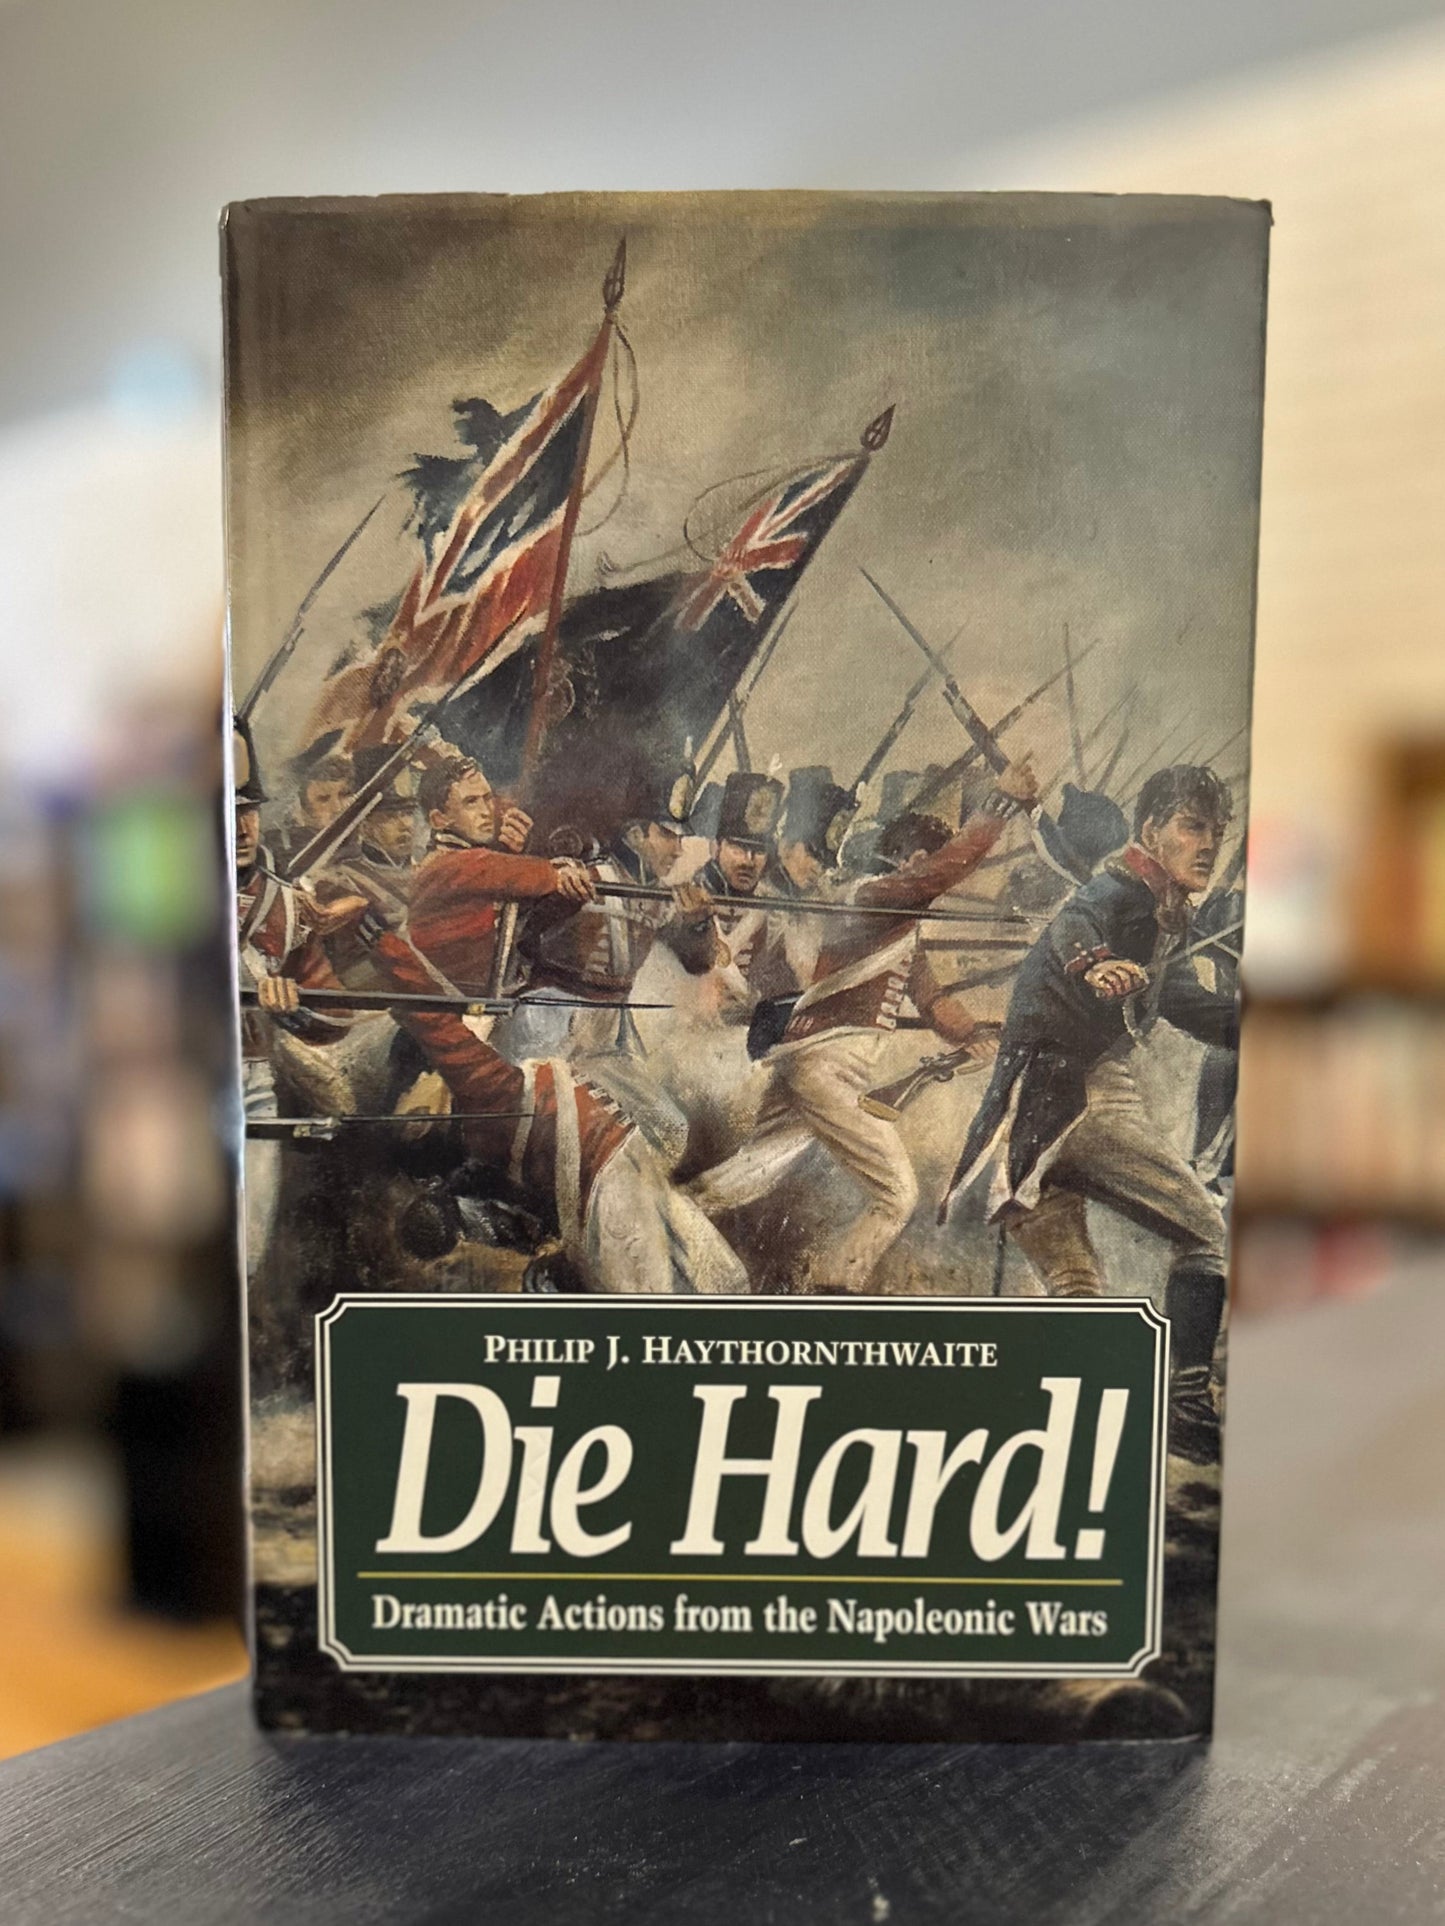 PHILIP J. HAYTHORNTHWAITE
Die Hard!
Dramatic Actions from the Napoleonic Wars